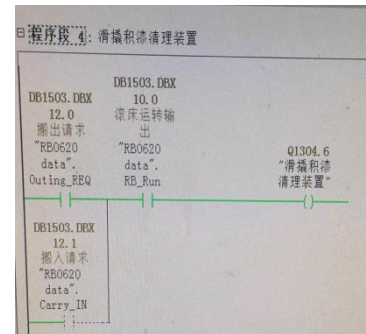 程序段 4: 滑撬积漆清理装置
DB1503.DBX
12.0
搬出请求
"RB0620
data".
Outing_REQ
DB1503.DBX
10.0
滚床运转输
出
"RB0620
data".
RB_Run
Q1304.6
"滑撬积漆
清理装置"
DB1503.DBX
12.1
搬入请求
"RB0620
data".
Carry_IN